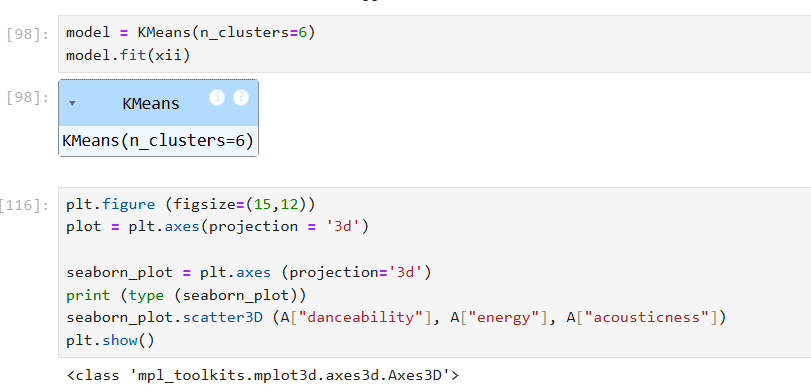 [98]: model = KMeans(n_clusters=6)
model.fit(xii)
[98]: ▾ KMeans i ?
KMeans(n_clusters=6)
[116]: plt.figure (figsize=(15,12))
plot = plt.axes(projection = '3d')
seaborn_plot = plt.axes (projection='3d')
print (type (seaborn_plot))
seaborn_plot.scatter3D (A["danceability"], A["energy"], A["acousticness"])
plt.show()
<class 'mpl_toolkits.mplot3d.axes3d.Axes3D'>